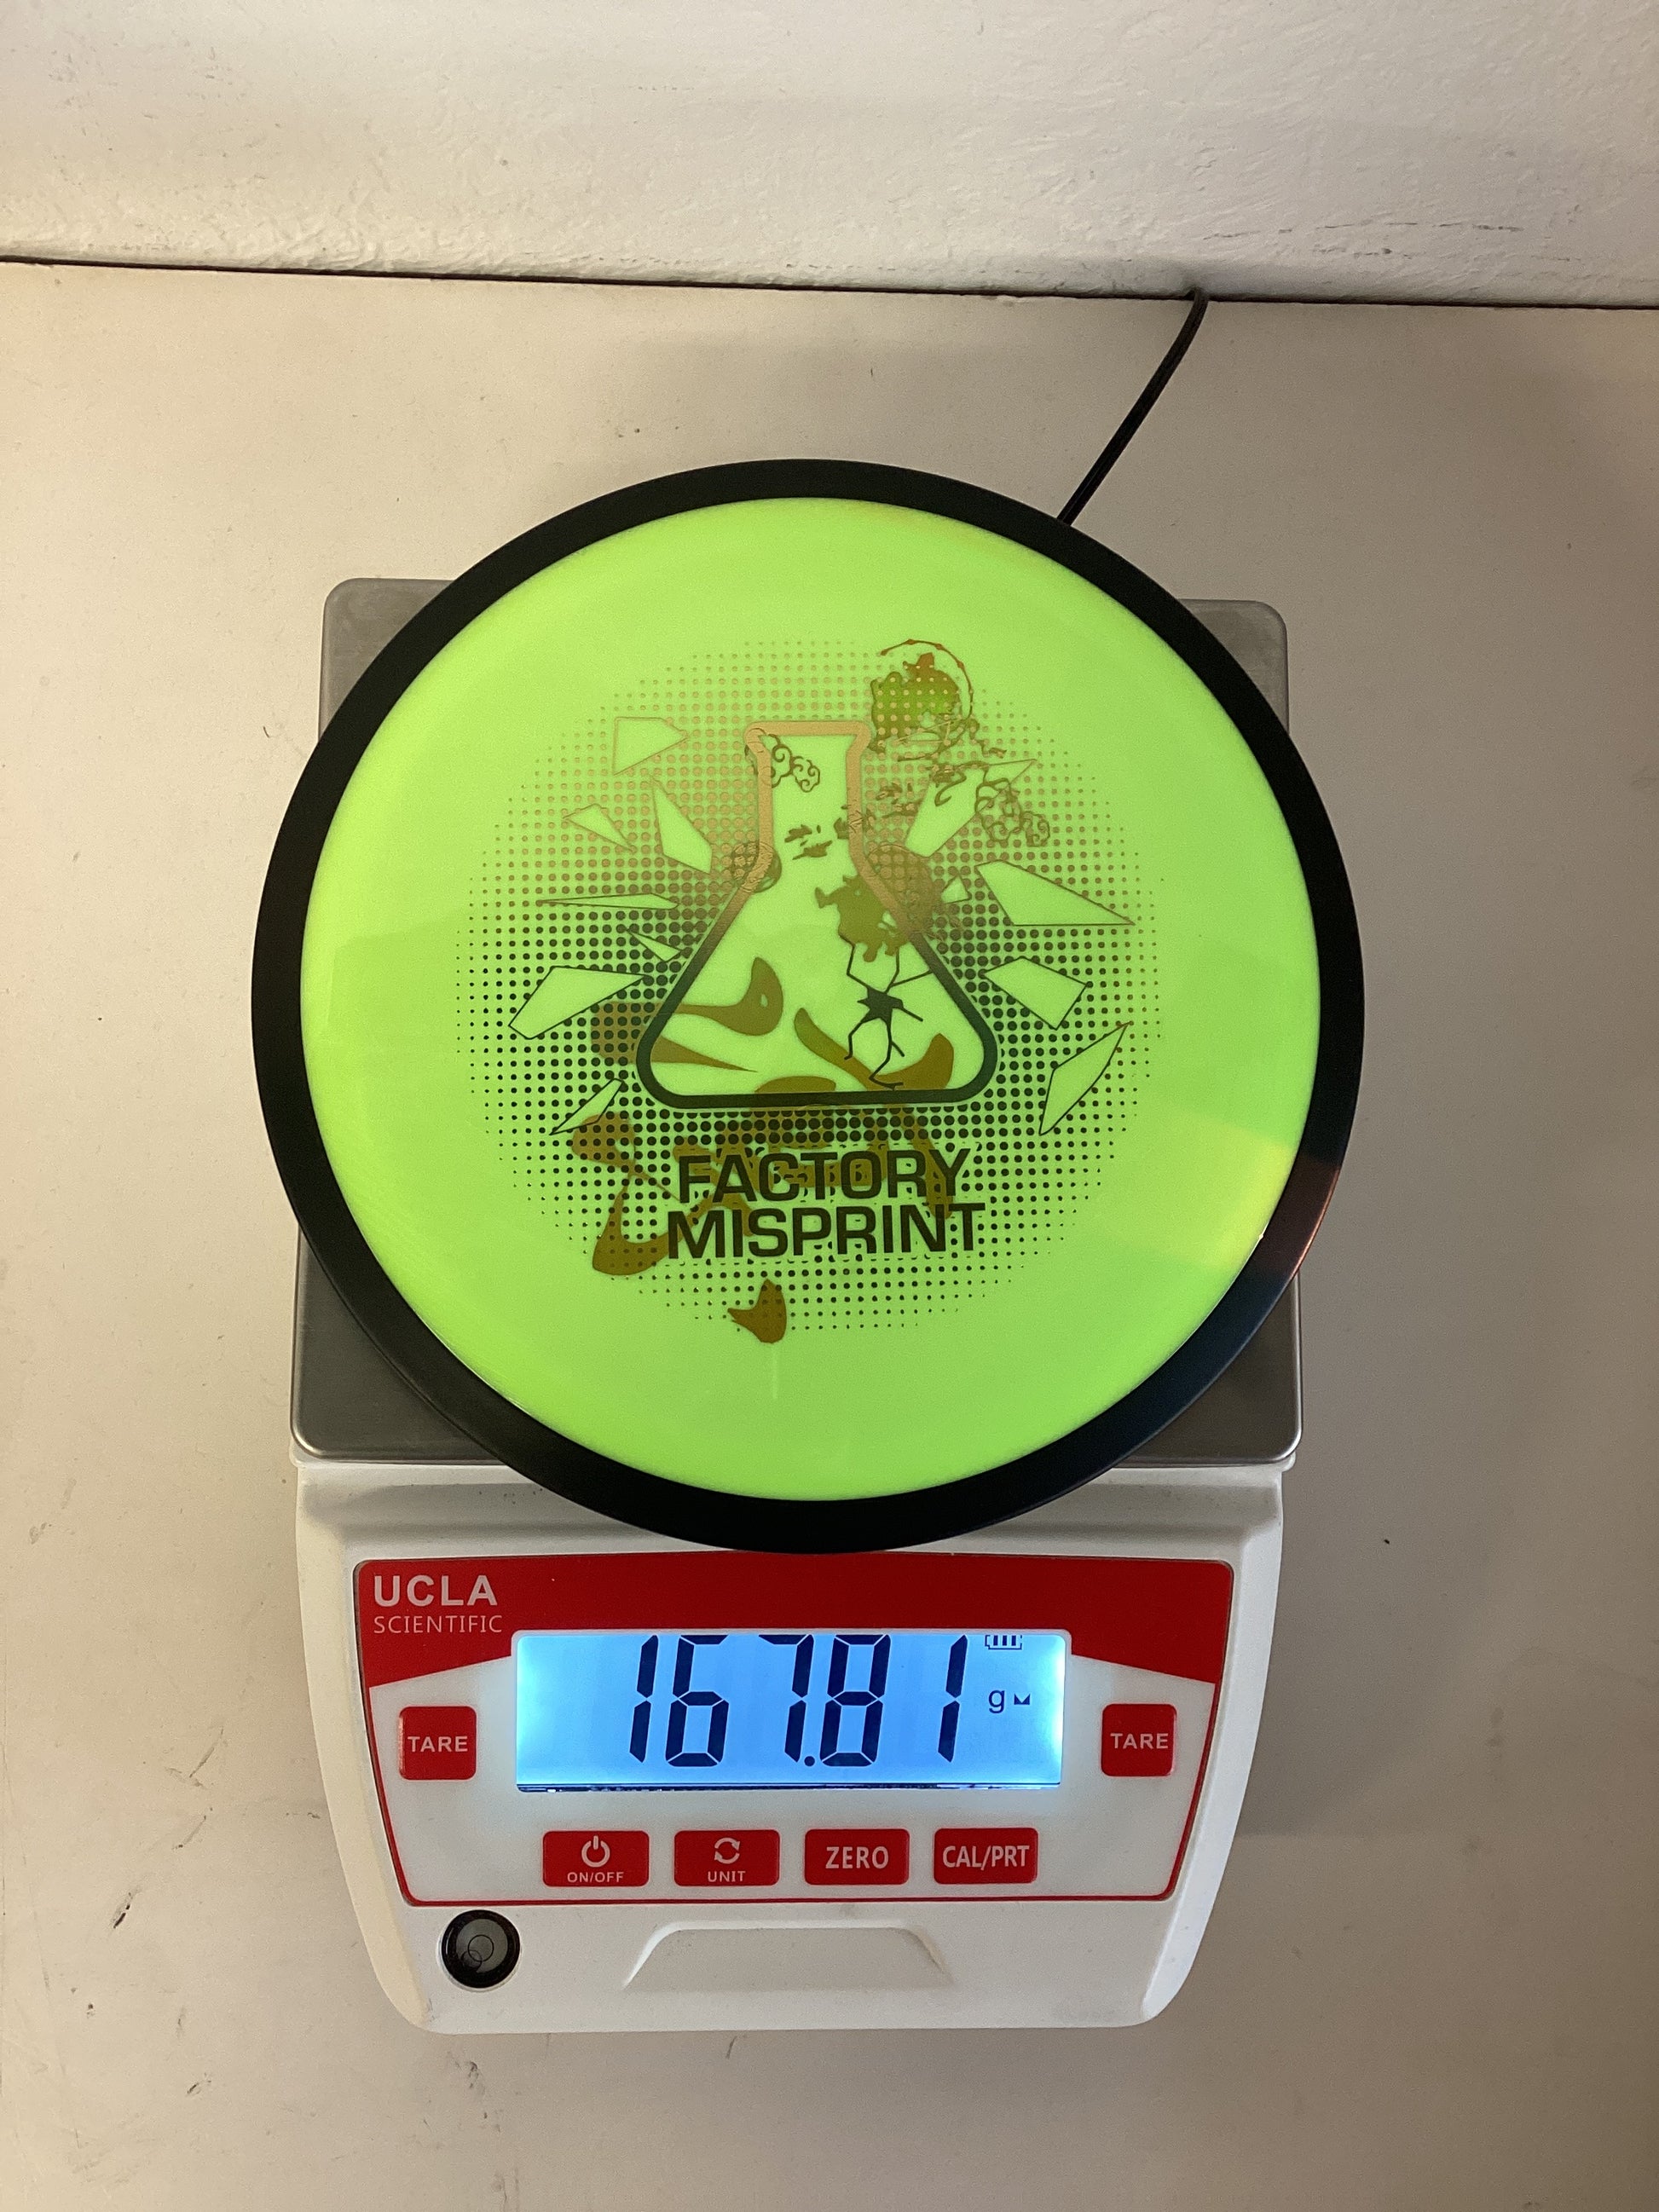 FACTORY
MISPRINT
UCLA
SCIENTIFIC
167.81 g
TARE
TARE
ON/OFF
UNIT
ZERO
CAL/PRT